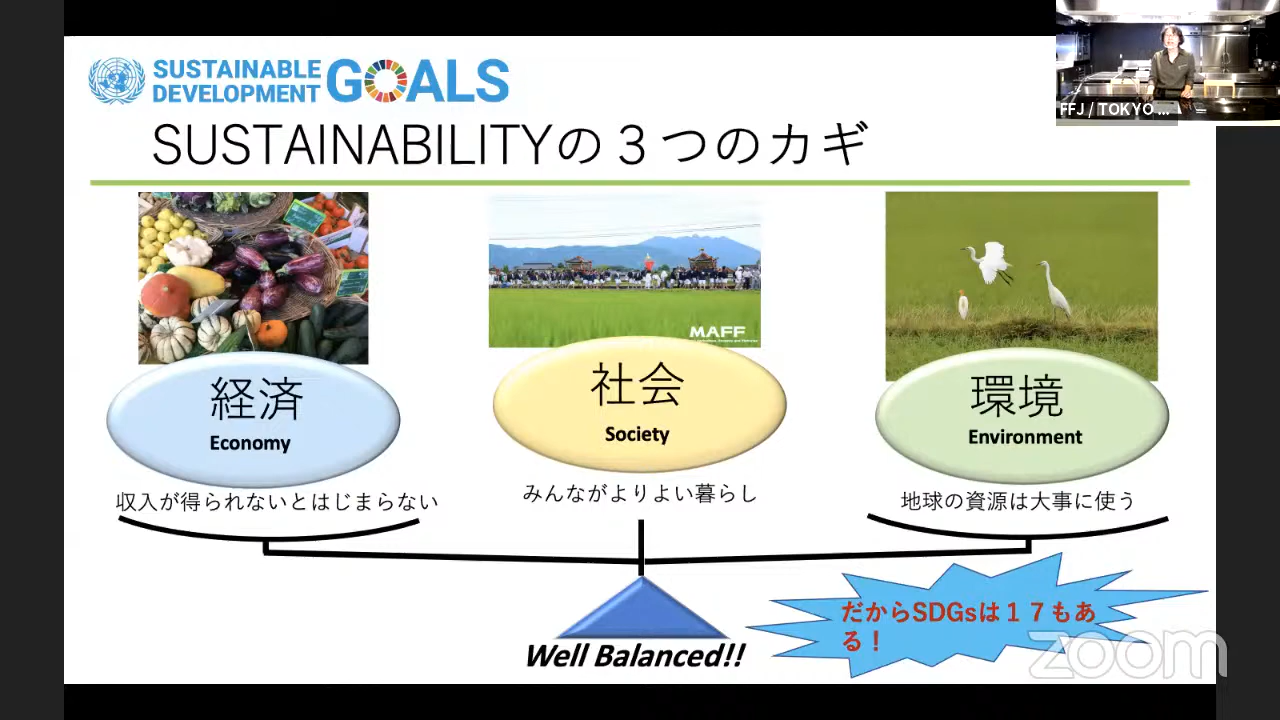 SUSTAINABLE
DEVELOPMENT
GOALS
FFJ / TOKYO ...
SUSTAINABILITYの３つのカギ
MAFF
経済
Economy
社会
Society
環境
Environment
収入が得られないとはじまらない
みんながよりよい暮らし
地球の資源は大事に使う
だからSDGsは１７もあ
る！
Well Balanced!!
zoom